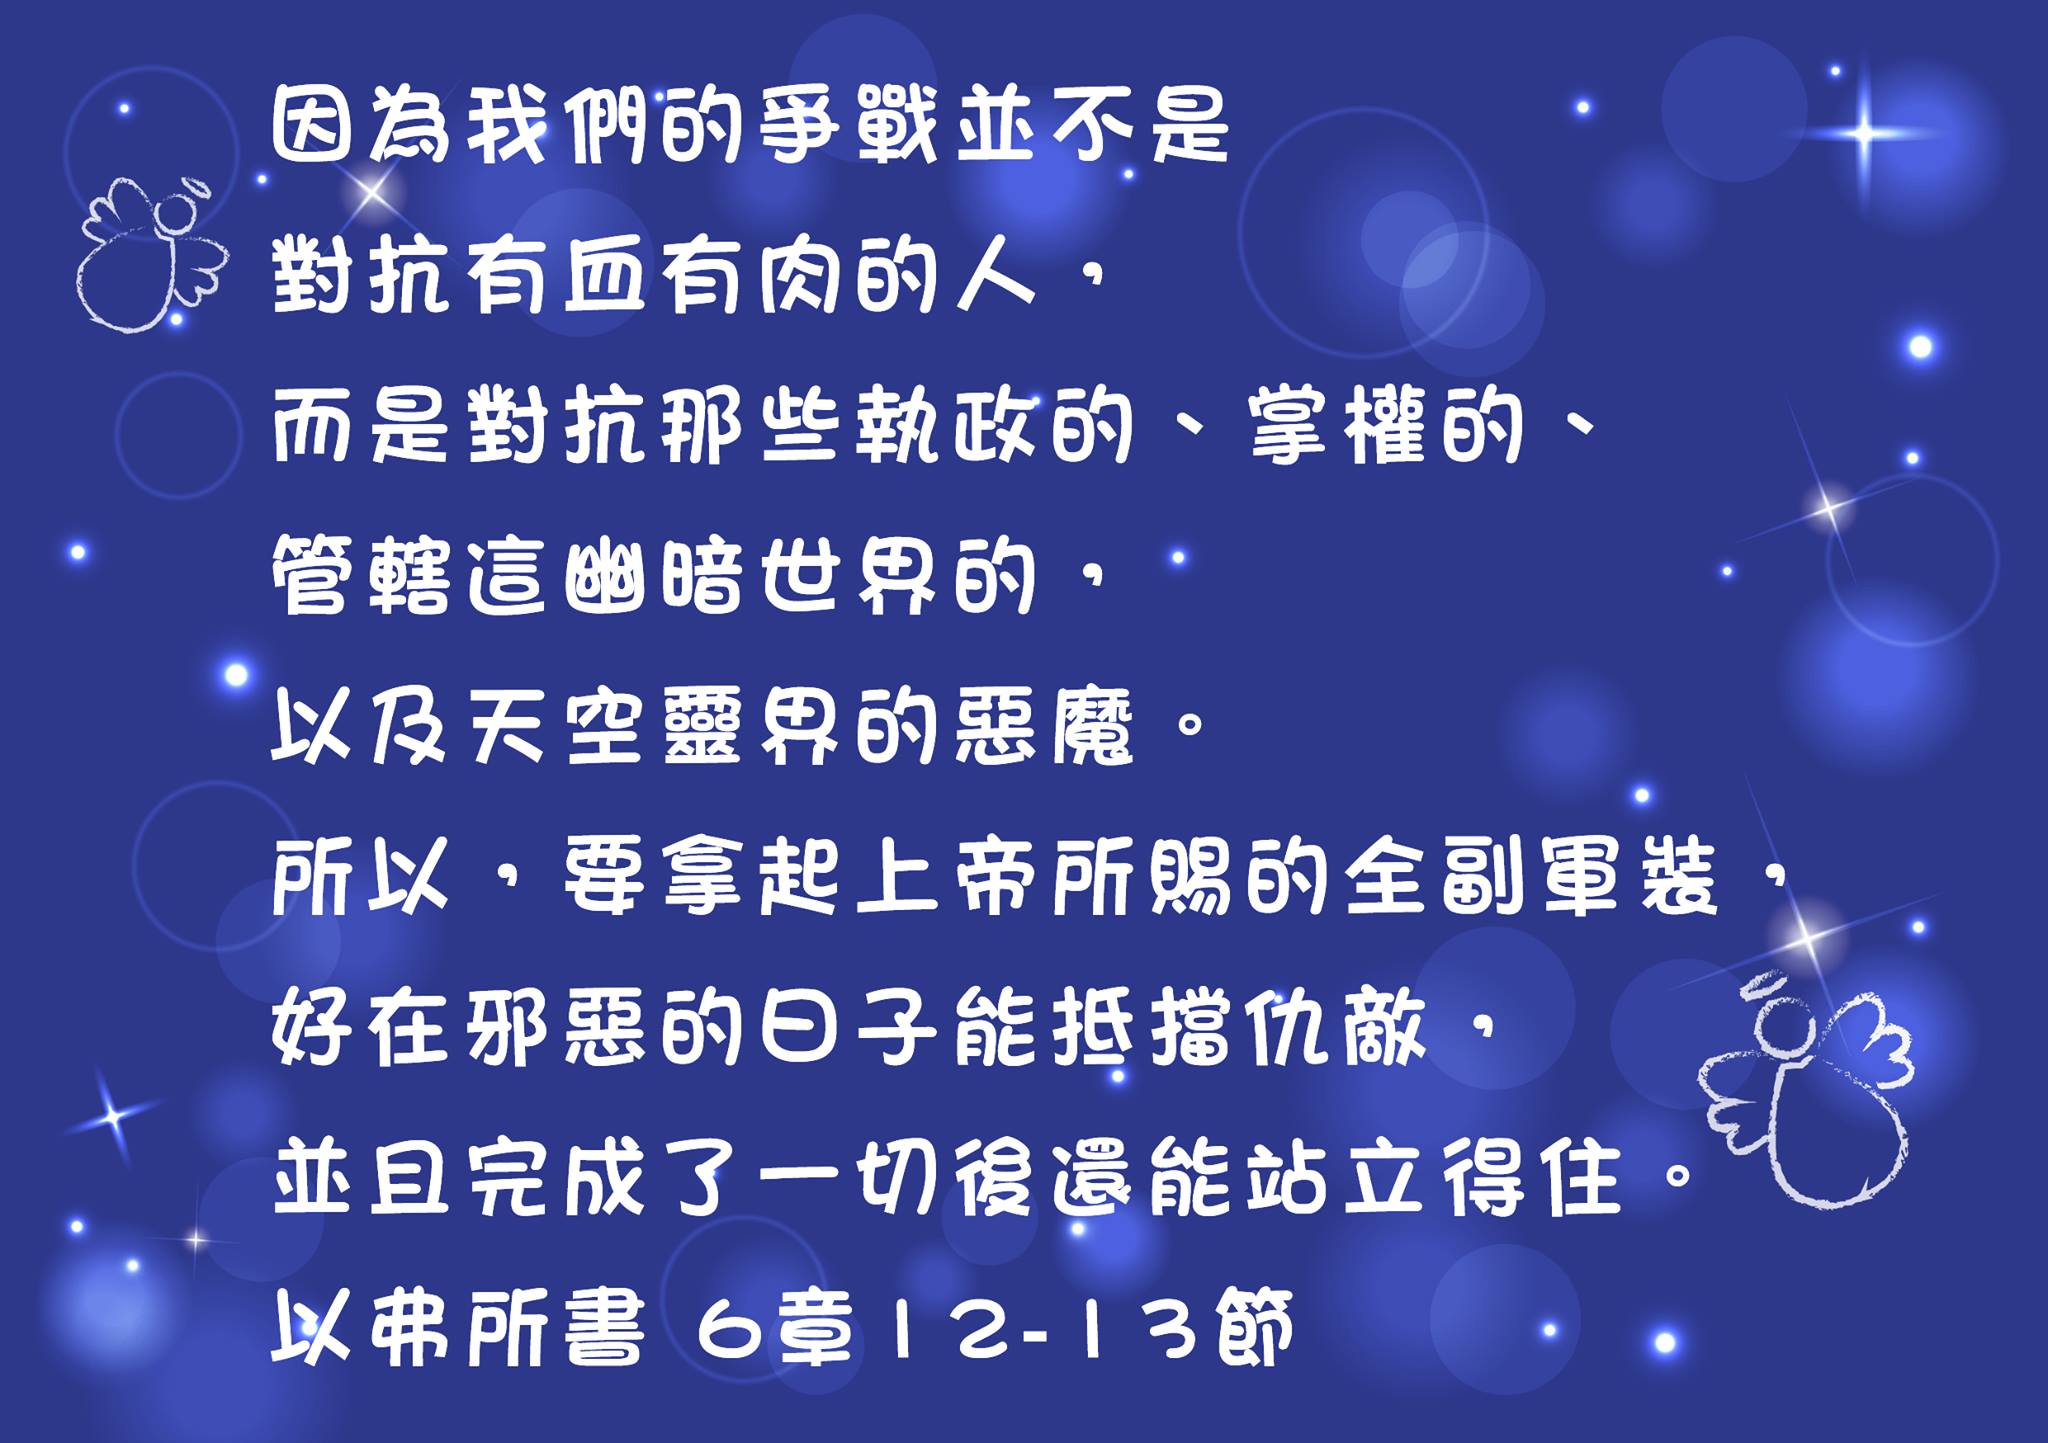 因為我們的爭戰並不是
對抗有血有肉的人，
而是對抗那些執政的、掌權的、
管轄這幽暗世界的，
以及天空靈界的惡魔。
所以，要拿起上帝所賜的全副軍裝，
好在邪惡的日子能抵擋仇敵，
並且完成了一切後還能站立得住。
以弗所書 6章12-13節